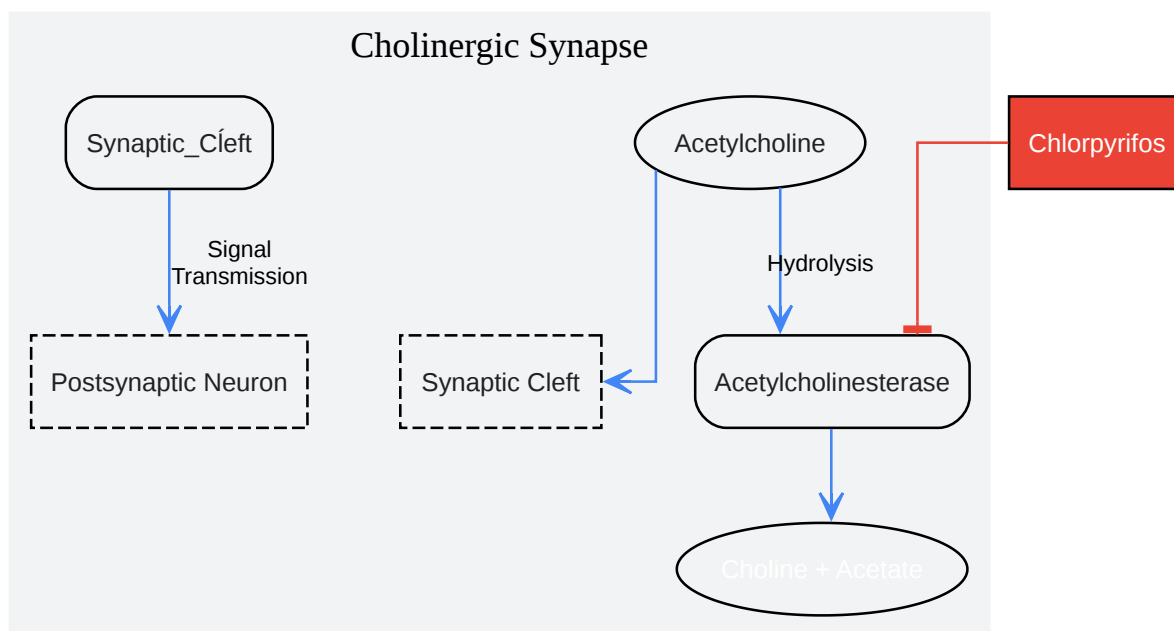 Cholinergic Synapse
Synaptic_Cĺeft
Acetylcholine
Chlorpyrifos
Signal
Transmission
Hydrolysis
Postsynaptic Neuron
Synaptic Cleft
Acetylcholinesterase
Choline + Acetate